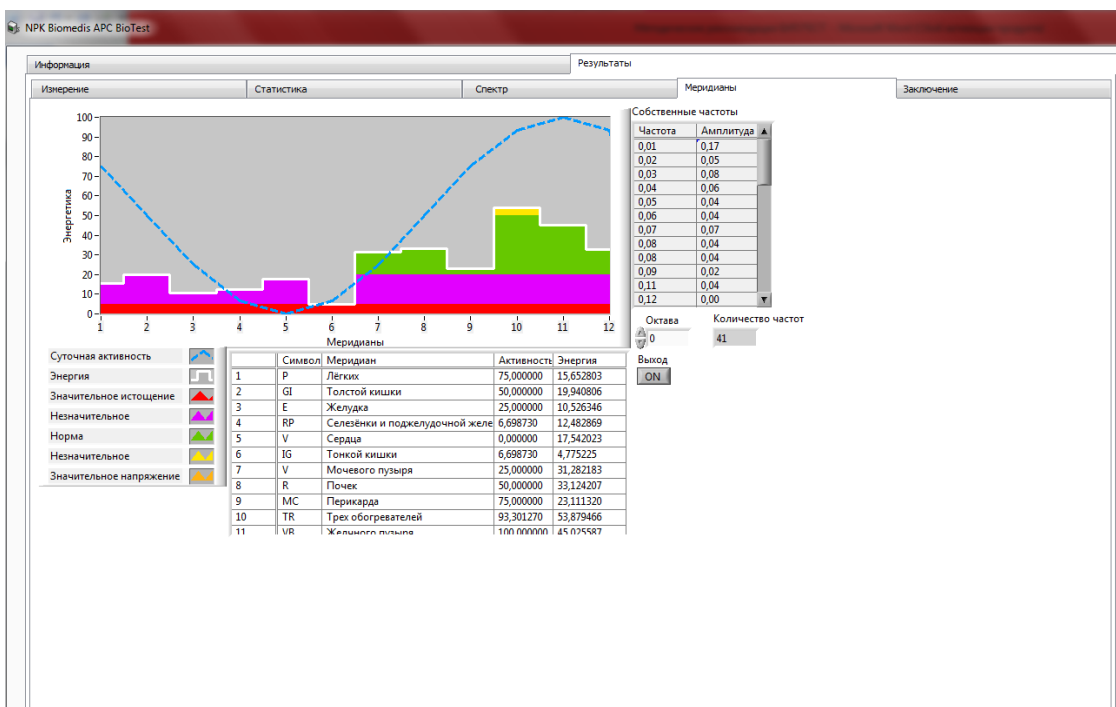 NPK Biomedis APC BioTest
Информация Результаты
Измерение Статистика Спектр Меридианы Заключение
Собственные частоты
Частота Амплитуда
0,01 0,17
0,02 0,05
0,03 0,08
0,04 0,06
0,05 0,04
0,06 0,04
0,07 0,07
0,08 0,04
0,08 0,04
0,09 0,02
0,11 0,04
0,12 0,00
Октава Количество частот
0 41
Выход
ON
Энергетика
100
90
80
70
60
50
40
30
20
10
0
1 2 3 4 5 6 7 8 9 10 11 12
Меридианы
Суточная активность
Энергия
Значительное истощение
Незначительное
Норма
Незначительное
Значительное напряжение
Символ Меридиан Активность Энергия
1 P Лёгких 75,000000 15,652803
2 GI Толстой кишки 50,000000 19,940806
3 E Желудка 25,000000 10,526346
4 RP Селезёнки и поджелудочной желе 6,698730 12,482869
5 V Сердца 0,000000 17,542023
6 IG Тонкой кишки 6,698730 4,775225
7 V Мочевого пузыря 25,000000 31,282183
8 R Почек 50,000000 33,124207
9 MC Перикарда 75,000000 23,111320
10 TR Трех обогревателей 93,301270 53,879466
11 VB Желчного пузыря 100,000000 45,025587